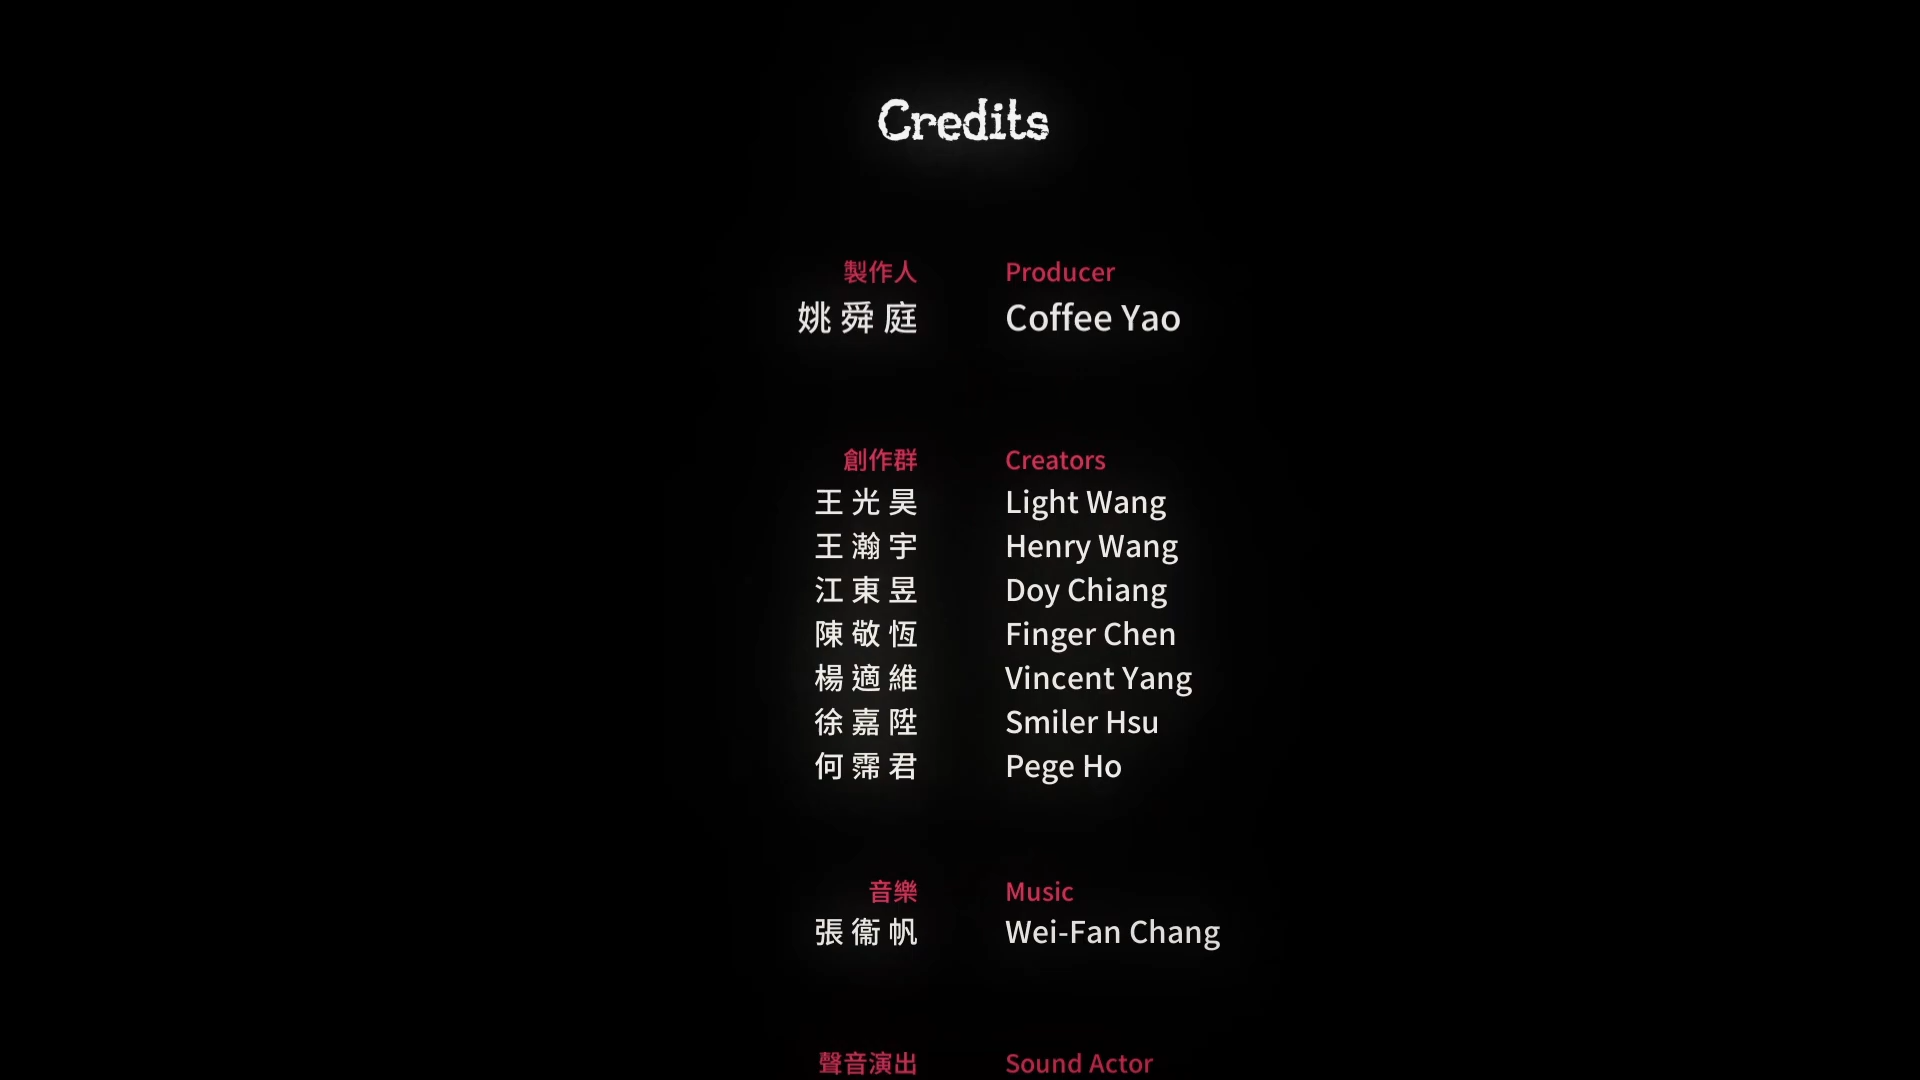 Credits
製作人 Producer
姚舜庭 Coffee Yao
創作群 Creators
王光昊 Light Wang
王瀚宇 Henry Wang
江東昱 Doy Chiang
陳敬恆 Finger Chen
楊適維 Vincent Yang
徐嘉陞 Smiler Hsu
何霈君 Pege Ho
音樂 Music
張衞帆 Wei-Fan Chang
聲音演出 Sound Actor